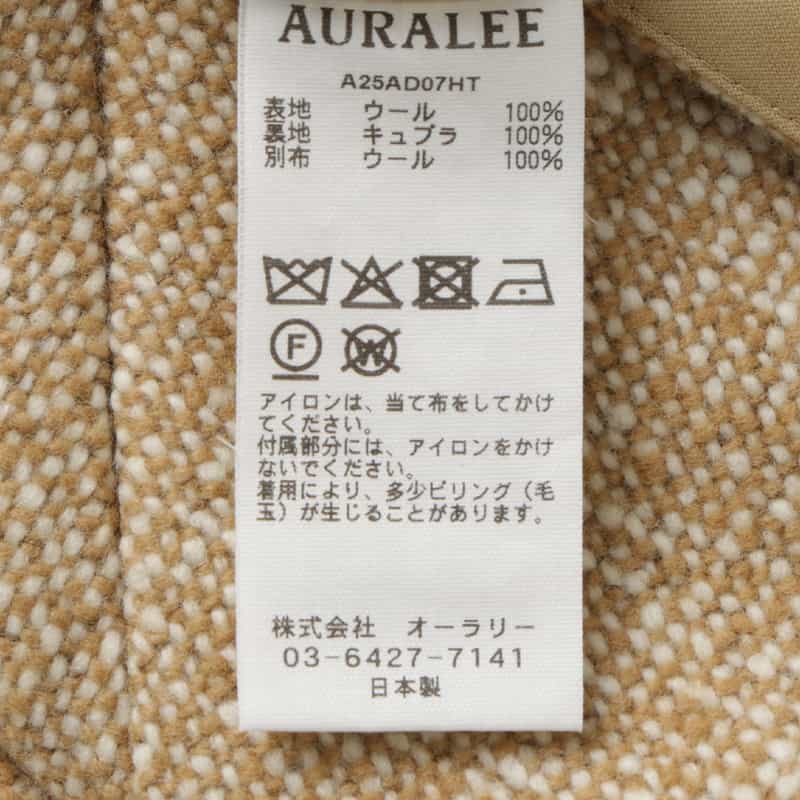 AURALEE
A25AD07HT
表地 ウール 100%
裏地 キュプラ 100%
別布 ウール 100%
F W
アイロンは、当て布をしてかけ
てください。
付属部分には、アイロンをかけ
ないでください。
着用により、多少ピリング（毛
玉）が生じることがあります。
株式会社 オーラリー
03-6427-7141
日本製